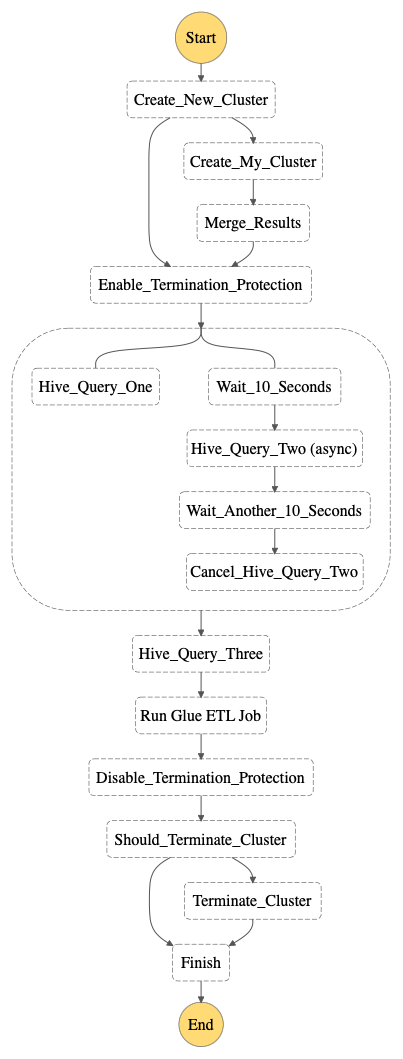 Start
Create_New_Cluster
Create_My_Cluster
Merge_Results
Enable_Termination_Protection
Hive_Query_One
Wait_10_Seconds
Hive_Query_Two (async)
Wait_Another_10_Seconds
Cancel_Hive_Query_Two
Hive_Query_Three
Run Glue ETL Job
Disable_Termination_Protection
Should_Terminate_Cluster
Terminate_Cluster
Finish
End